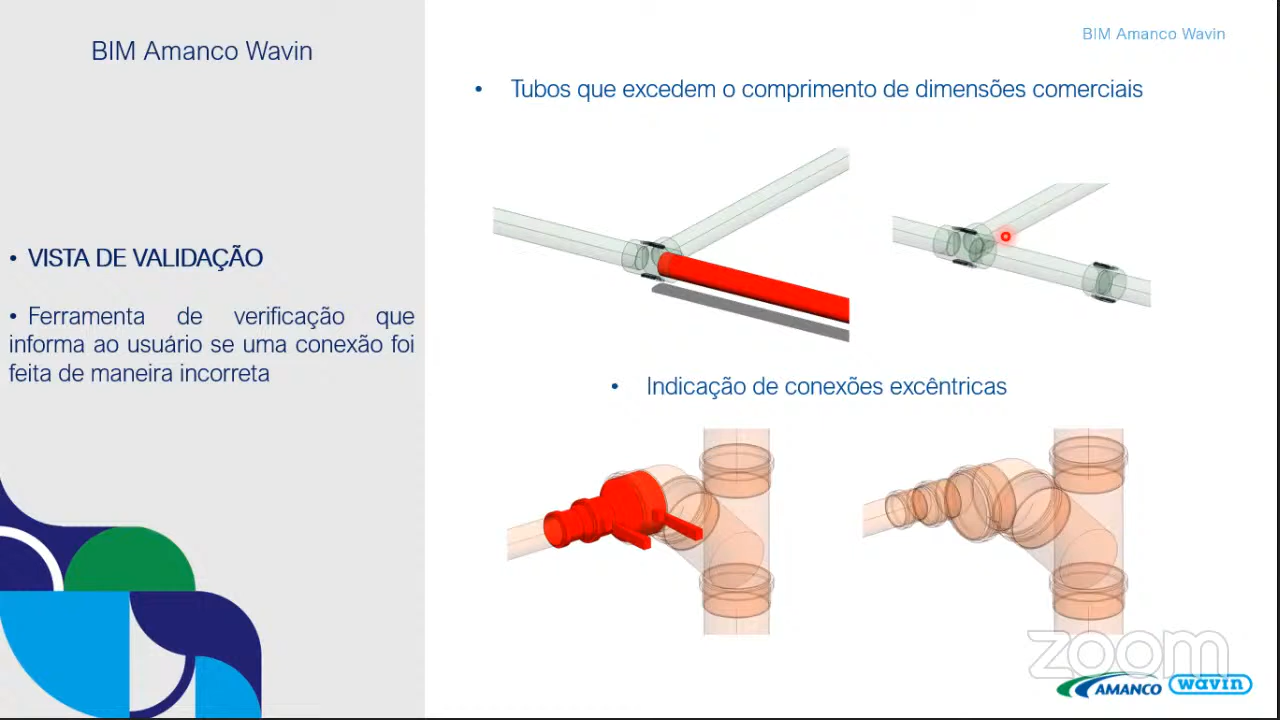 BIM Amanco Wavin
• VISTA DE VALIDAÇÃO
• Ferramenta de verificação que
informa ao usuário se uma conexão foi
feita de maneira incorreta
BIM Amanco Wavin
• Tubos que excedem o comprimento de dimensões comerciais
• Indicação de conexões excêntricas
zoom
AMANCO wavin